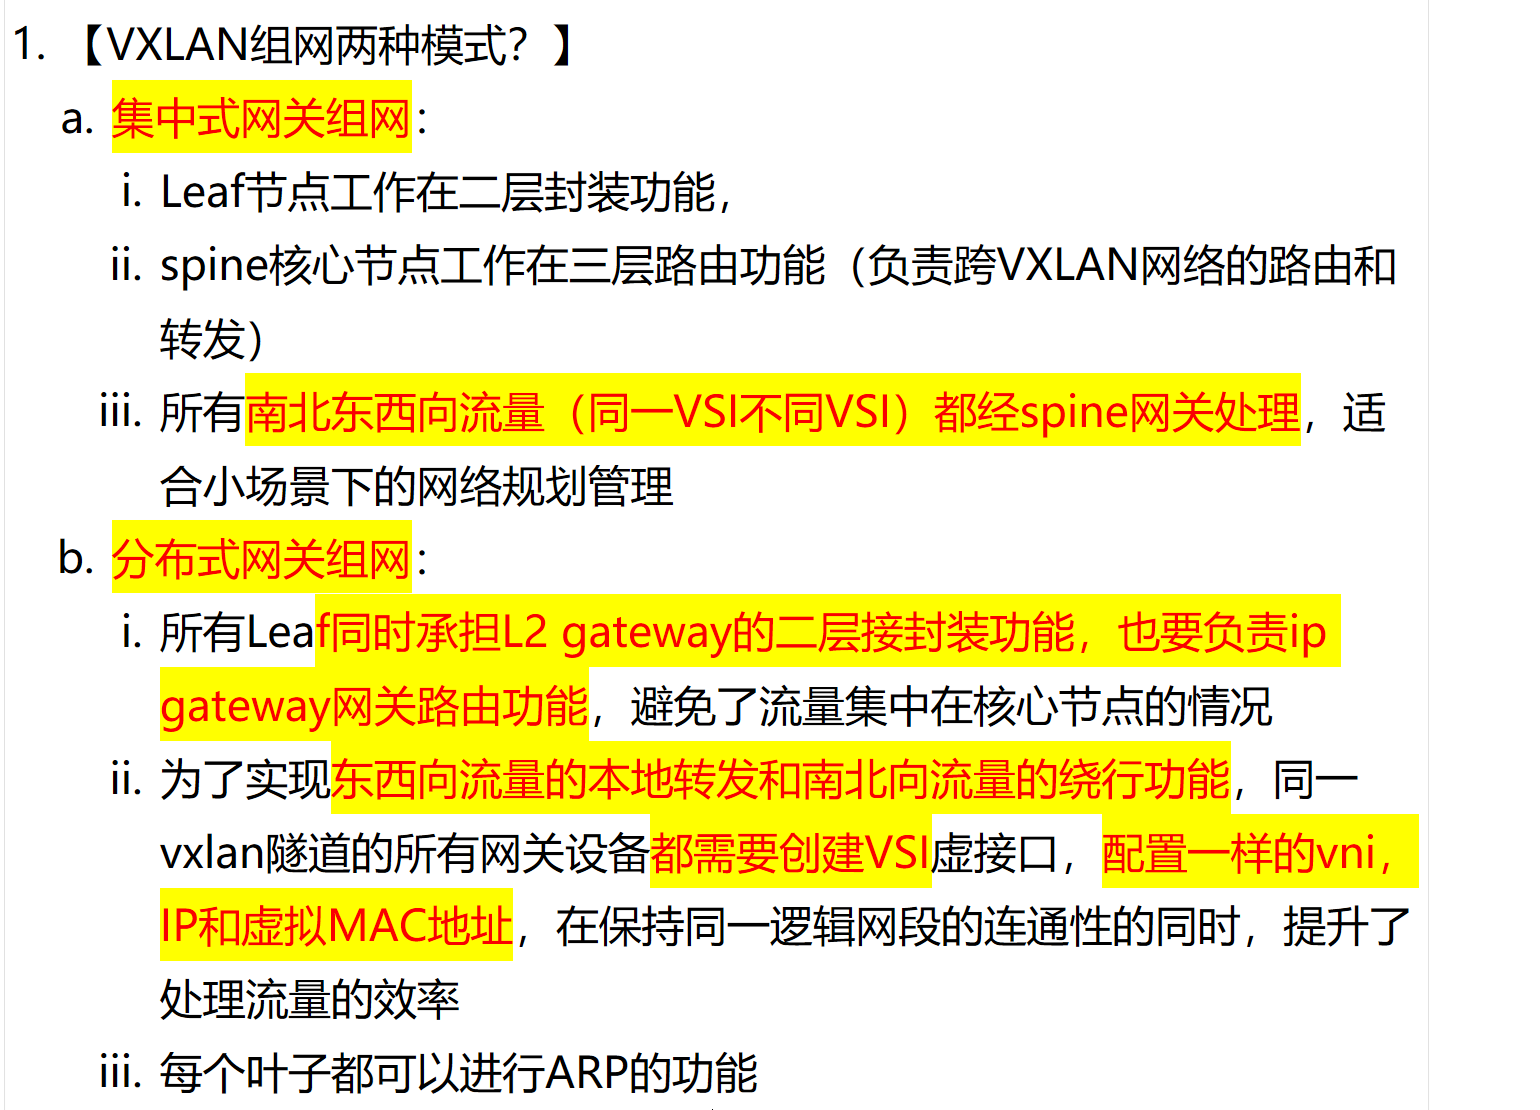 1. 【VXLAN组网两种模式？】
a. 集中式网关组网：
i. Leaf节点工作在二层封装功能，
ii. spine核心节点工作在三层路由功能（负责跨VXLAN网络的路由和
转发）
iii. 所有南北东西向流量（同一VSI不同VSI）都经spine网关处理，适
合小场景下的网络规划管理
b. 分布式网关组网：
i. 所有Leaf同时承担L2 gateway的二层接封装功能，也要负责ip
gateway网关路由功能，避免了流量集中在核心节点的情况
ii. 为了实现东西向流量的本地转发和南北向流量的绕行功能，同一
vxlan隧道的所有网关设备都需要创建VSI虚接口，配置一样的vni，
IP和虚拟MAC地址，在保持同一逻辑网段的连通性的同时，提升了
处理流量的效率
iii. 每个叶子都可以进行ARP的功能